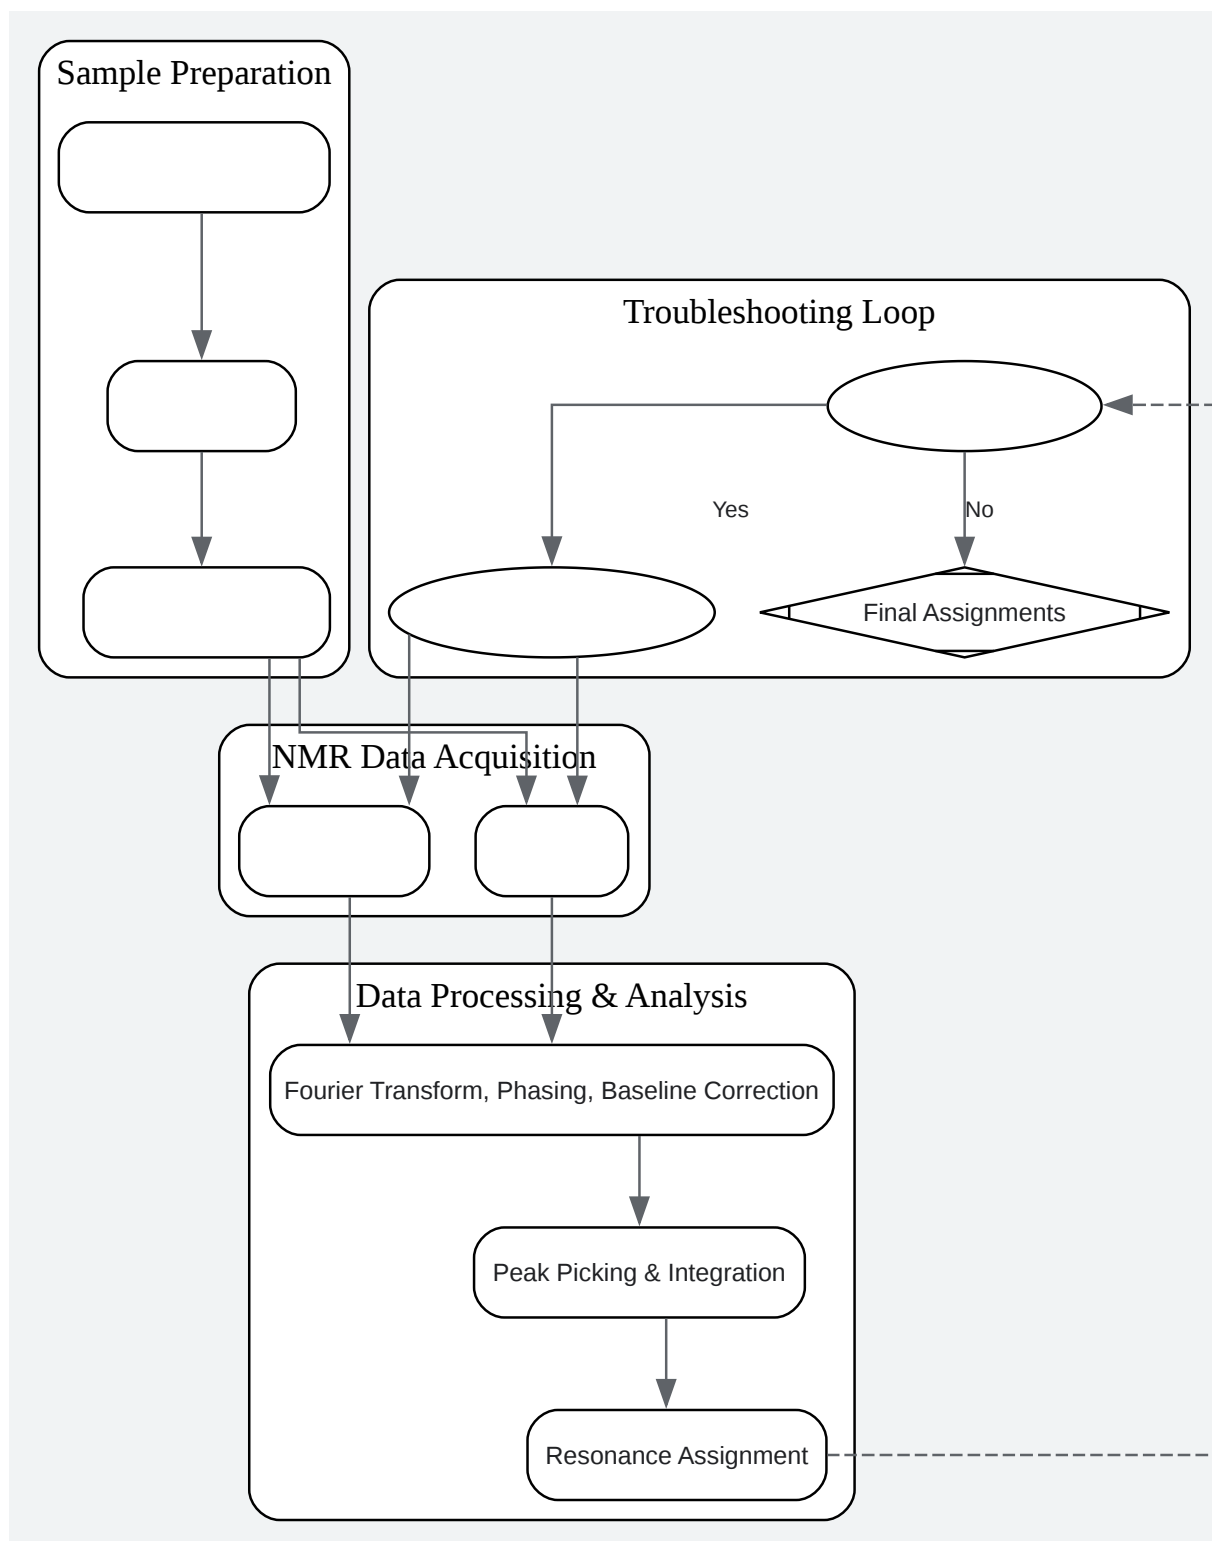 Sample Preparation
Troubleshooting Loop
Yes
No
Final Assignments
NMR Data Acquisition
Data Processing & Analysis
Fourier Transform, Phasing, Baseline Correction
Peak Picking & Integration
Resonance Assignment